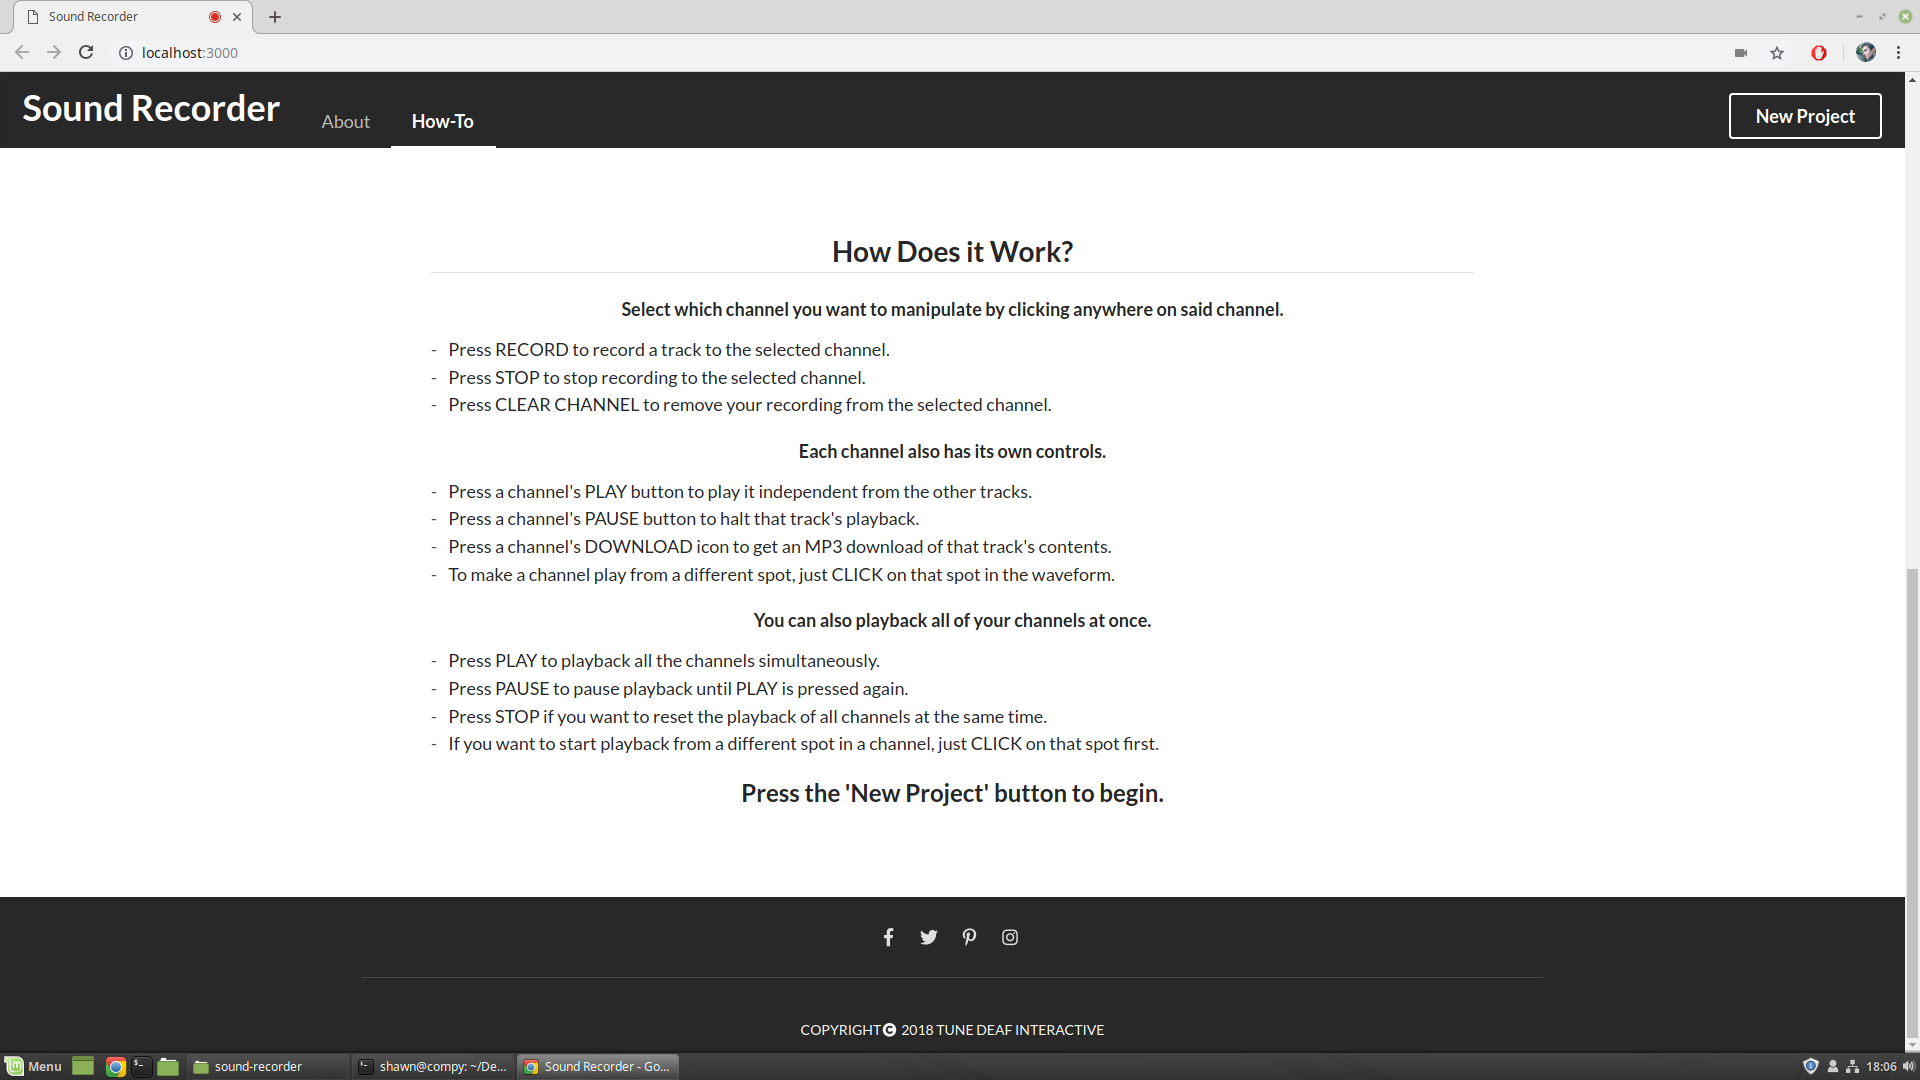 Sound Recorder
localhost:3000
Sound Recorder
About
How-To
New Project
How Does it Work?
Select which channel you want to manipulate by clicking anywhere on said channel.
- Press RECORD to record a track to the selected channel.
- Press STOP to stop recording to the selected channel.
- Press CLEAR CHANNEL to remove your recording from the selected channel.
Each channel also has its own controls.
- Press a channel's PLAY button to play it independent from the other tracks.
- Press a channel's PAUSE button to halt that track's playback.
- Press a channel's DOWNLOAD icon to get an MP3 download of that track's contents.
- To make a channel play from a different spot, just CLICK on that spot in the waveform.
You can also playback all of your channels at once.
- Press PLAY to playback all the channels simultaneously.
- Press PAUSE to pause playback until PLAY is pressed again.
- Press STOP if you want to reset the playback of all channels at the same time.
- If you want to start playback from a different spot in a channel, just CLICK on that spot first.
Press the 'New Project' button to begin.
COPYRIGHT © 2018 TUNE DEAF INTERACTIVE
Menu
sound-recorder
shawn@compy: ~/De...
Sound Recorder - Go...
18:06